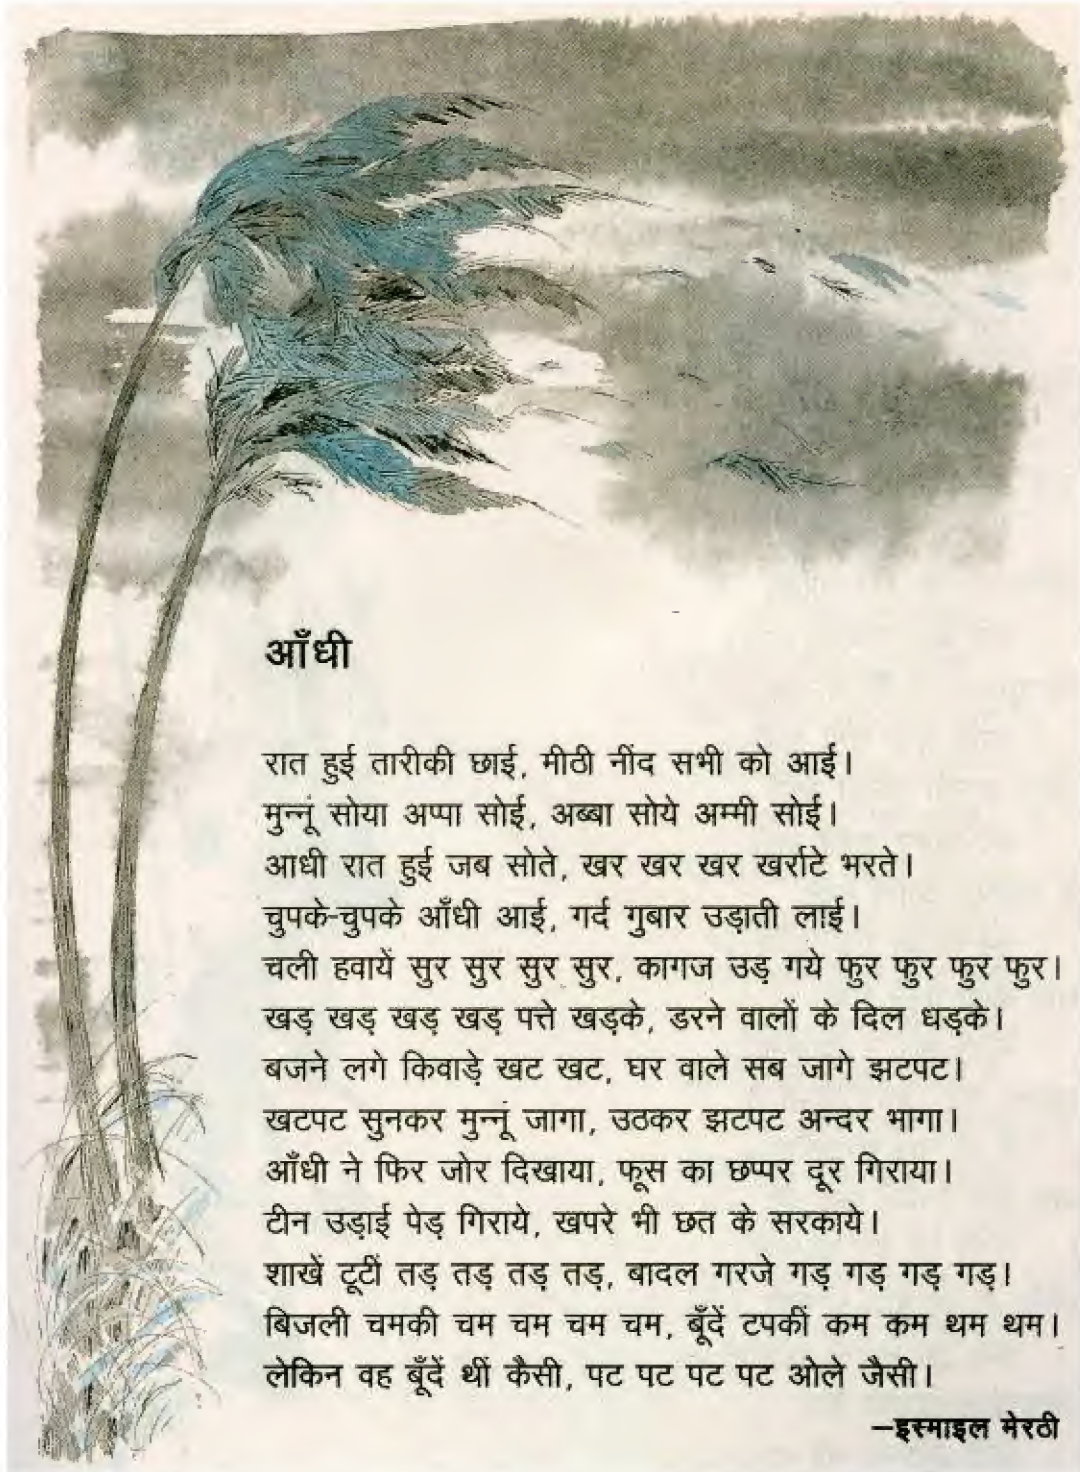 आँधी
रात हुई तारीकी छाई, मीठी नींद सभी को आई।
मुन्नूं सोया अप्पा सोई, अब्बा सोये अम्मी सोई।
आधी रात हुई जब सोते, खर खर खर खर्राटे भरते।
चुपके-चुपके आँधी आई, गर्द गुबार उड़ाती लाई।
चली हवायें सुर सुर सुर सुर, कागज उड़ गये फुर फुर फुर फुर।
खड़ खड़ खड़ खड़ पत्ते खड़के, डरने वालों के दिल धड़के।
बजने लगे किवाड़े खट खट, घर वाले सब जागे झटपट।
खटपट सुनकर मुन्नूं जागा, उठकर झटपट अन्दर भागा।
आँधी ने फिर जोर दिखाया, फूस का छप्पर दूर गिराया।
टीन उड़ाई पेड़ गिराये, खपरे भी छत के सरकाये।
शाखें टूटीं तड़ तड़ तड़ तड़, बादल गरजे गड़ गड़ गड़ गड़।
बिजली चमकी चम चम चम चम, बूँदें टपकीं कम कम थम थम।
लेकिन वह बूँदें थीं कैसी, पट पट पट पट ओले जैसी।
–इस्माइल मेरठी